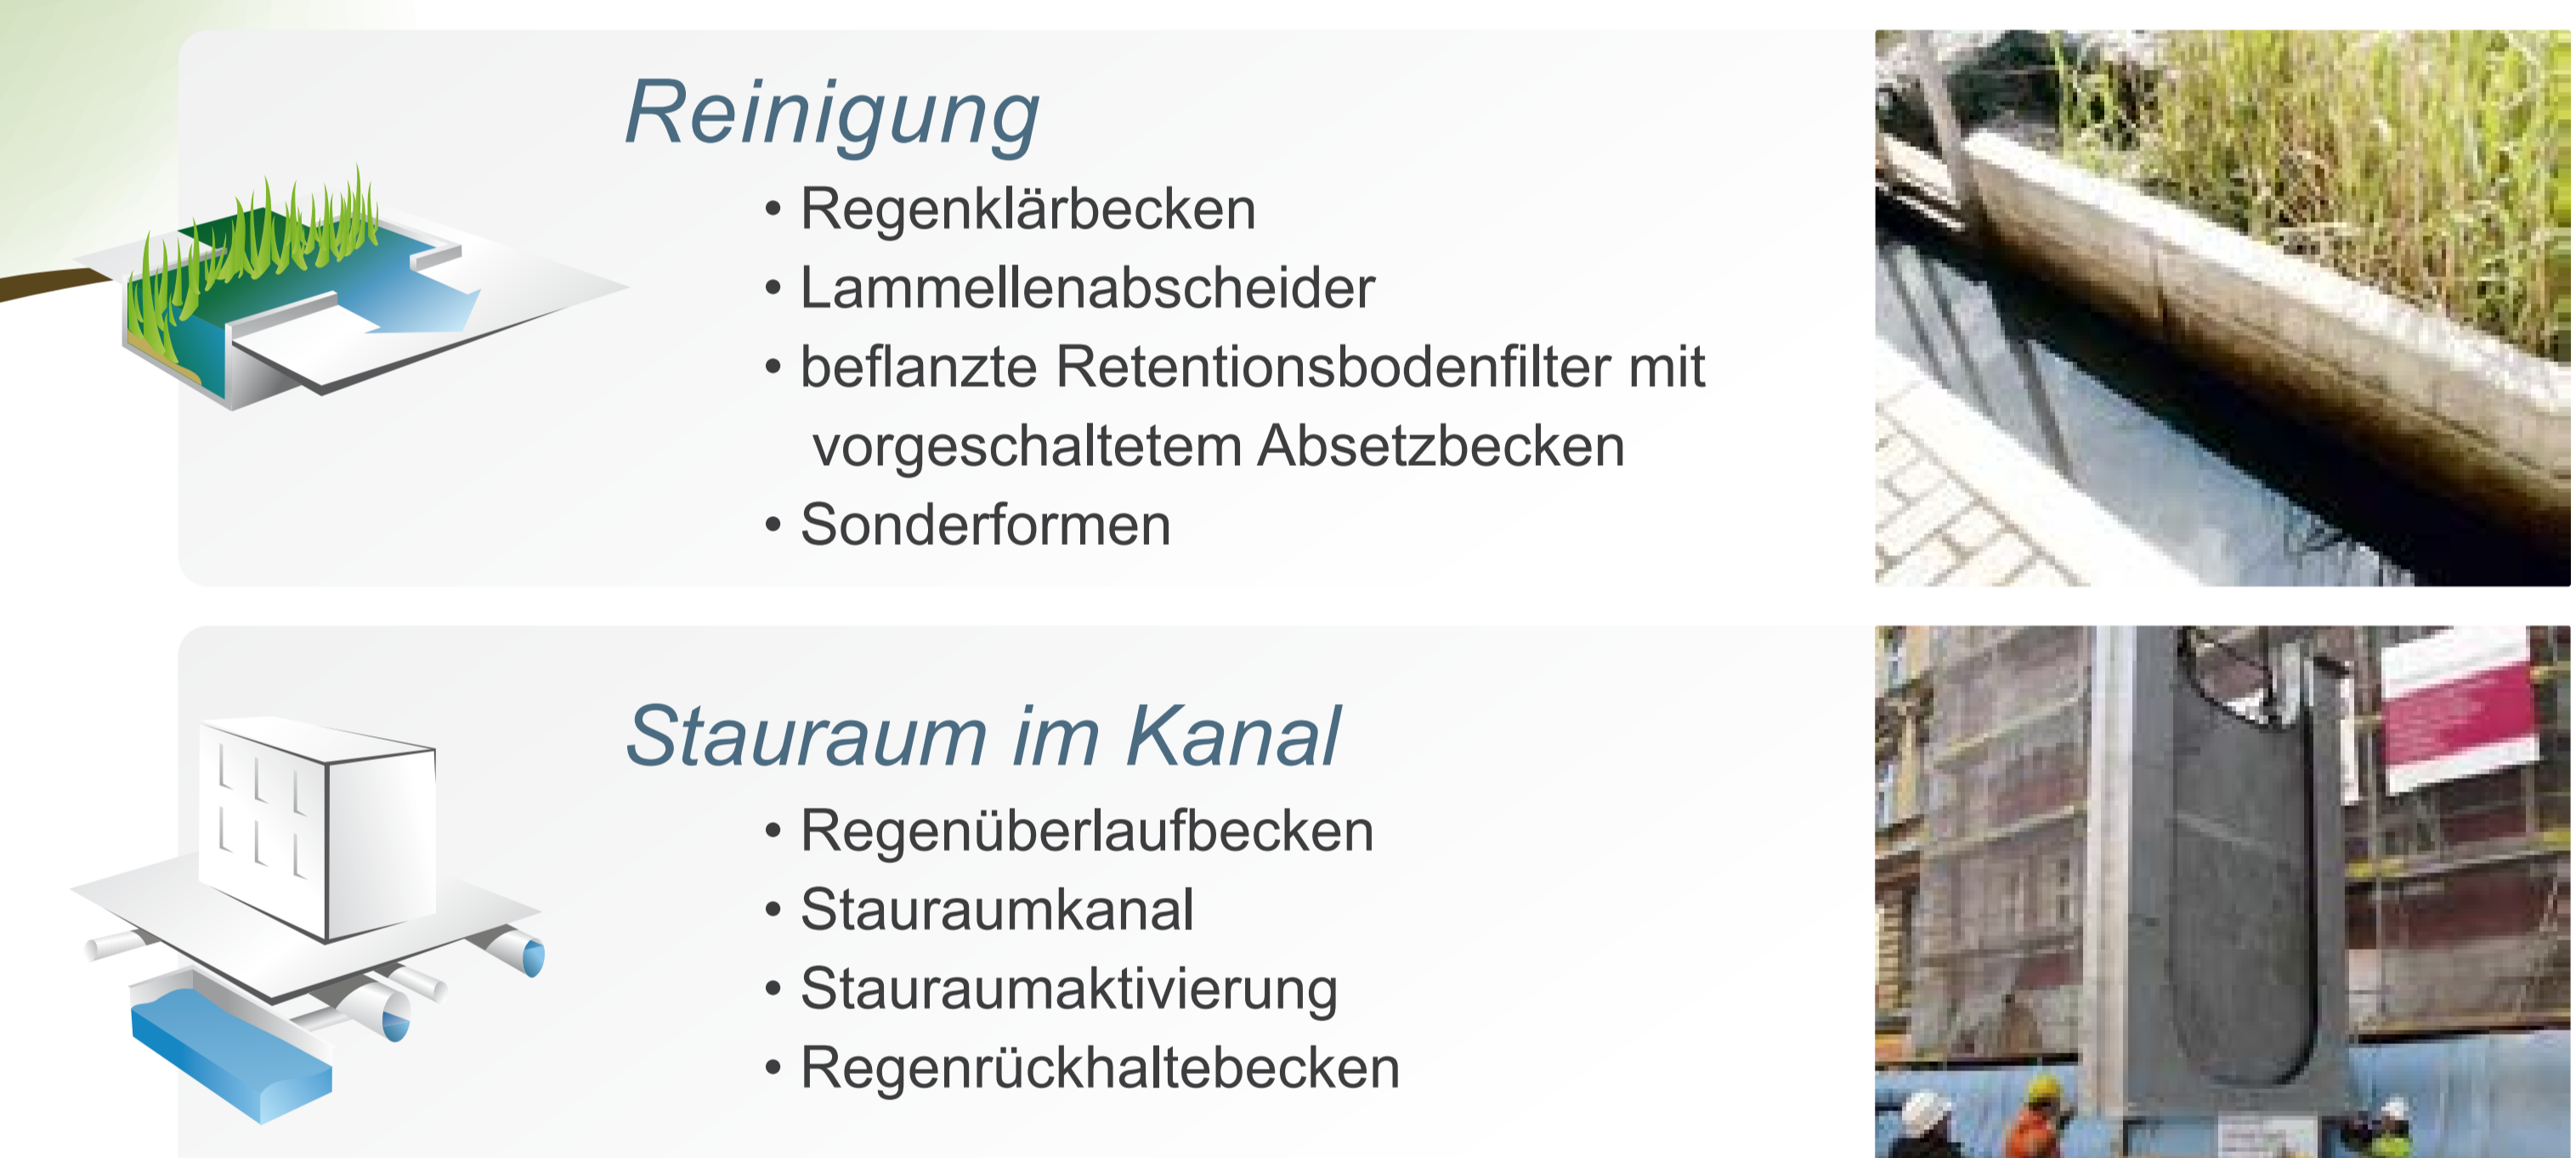 Reinigung
• Regenklärbecken
• Lammellenabscheider
• beflanzte Retentionsbodenfilter mit
vorgeschaltetem Absetzbecken
• Sonderformen
Stauraum im Kanal
• Regenüberlaufbecken
• Stauraumkanal
• Stauraumaktivierung
• Regenrückhaltebecken